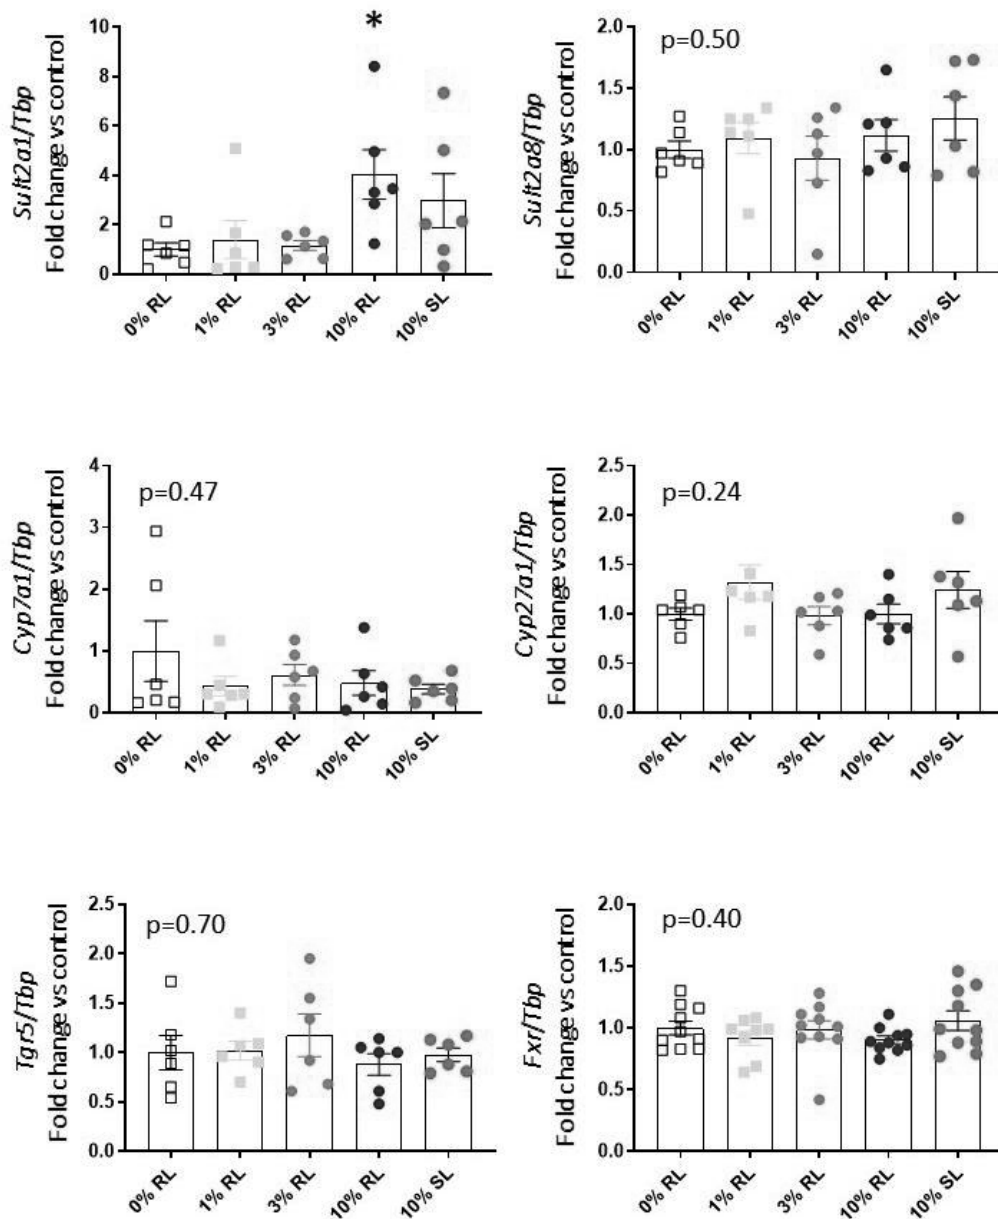 Sult2a1/Tbp
Fold change vs control
10
8
6
4
2
0
*
0% RL
1% RL
3% RL
10% RL
10% SL
Sult2a8/Tbp
Fold change vs control
2.0
1.5
1.0
0.5
0.0
p=0.50
0% RL
1% RL
3% RL
10% RL
10% SL
Cyp7a1/Tbp
Fold change vs control
4
3
2
1
0
p=0.47
0% RL
1% RL
3% RL
10% RL
10% SL
Cyp27a1/Tbp
Fold change vs control
2.5
2.0
1.5
1.0
0.5
0.0
p=0.24
0% RL
1% RL
3% RL
10% RL
10% SL
Tgr5/Tbp
Fold change vs control
2.5
2.0
1.5
1.0
0.5
0.0
p=0.70
0% RL
1% RL
3% RL
10% RL
10% SL
Fxr/Tbp
Fold change vs control
2.0
1.5
1.0
0.5
0.0
p=0.40
0% RL
1% RL
3% RL
10% RL
10% SL